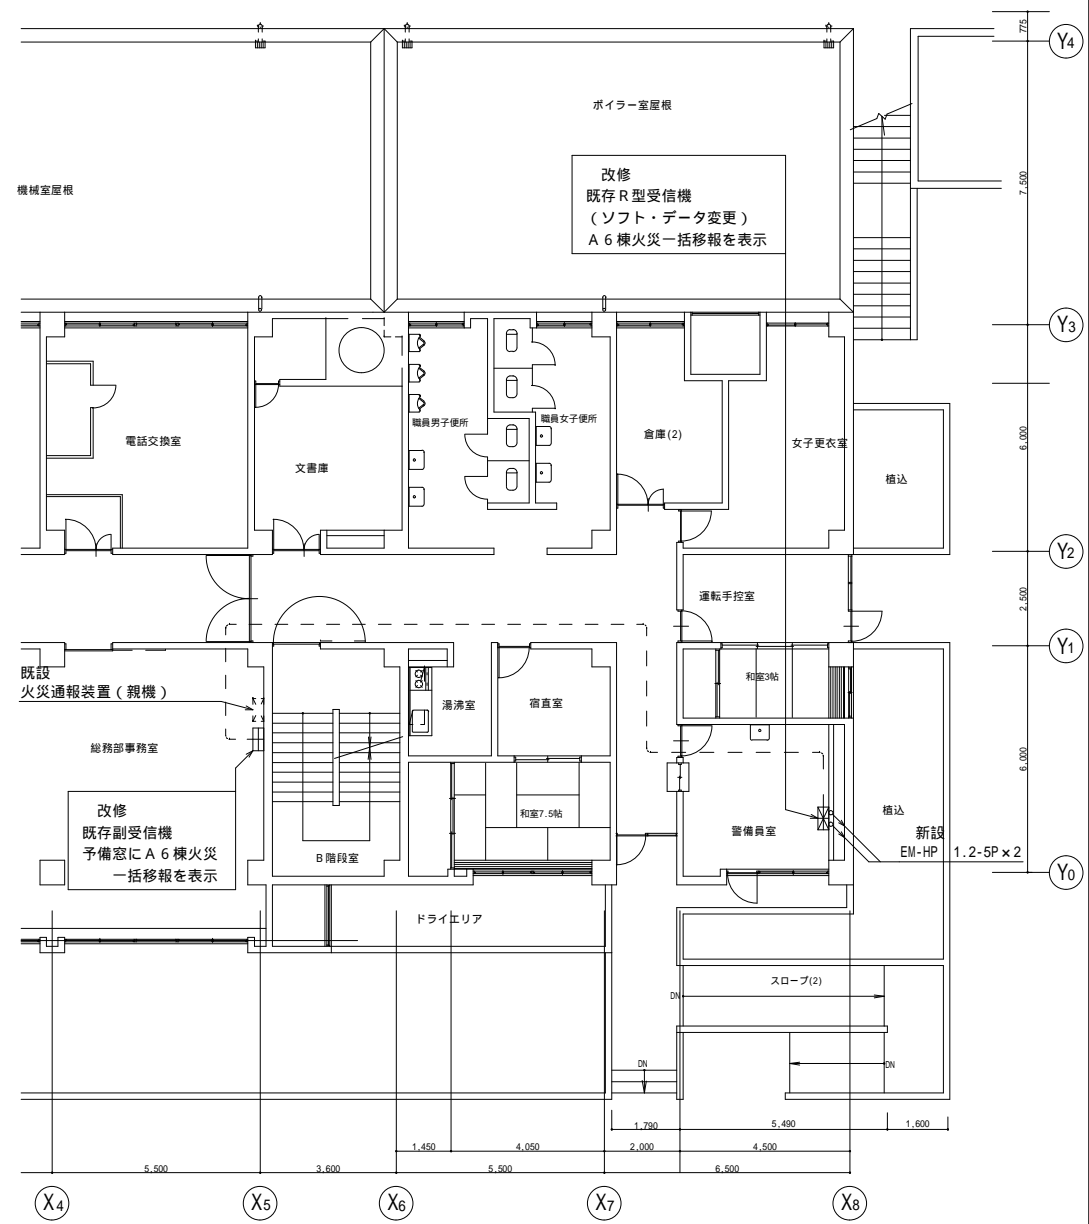 775
Y4
ボイラー室屋根
改修
既存R型受信機
(ソフト・データ変更)
A6棟火災一括移報を表示
機械室屋根
7,500
Y3
職員男子便所
職員女子便所
倉庫(2)
女子更衣室
電話交換室
文書庫
植込
6,000
Y2
運転手控室
2,500
Y1
既設
火災通報装置(親機)
和室3帖
湯沸室
宿直室
総務部事務室
6,000
改修
既存副受信機
予備窓にA6棟火災
一括移報を表示
和室7.5帖
警備員室
植込
新設
EM-HP 1.2-5P×2
B階段室
Y0
ドライエリア
スロープ(2)
DN
DN
DN
1,790
5,490
1,600
1,450
4,050
2,000
4,500
5,500
3,600
5,500
6,500
X4
X5
X6
X7
X8